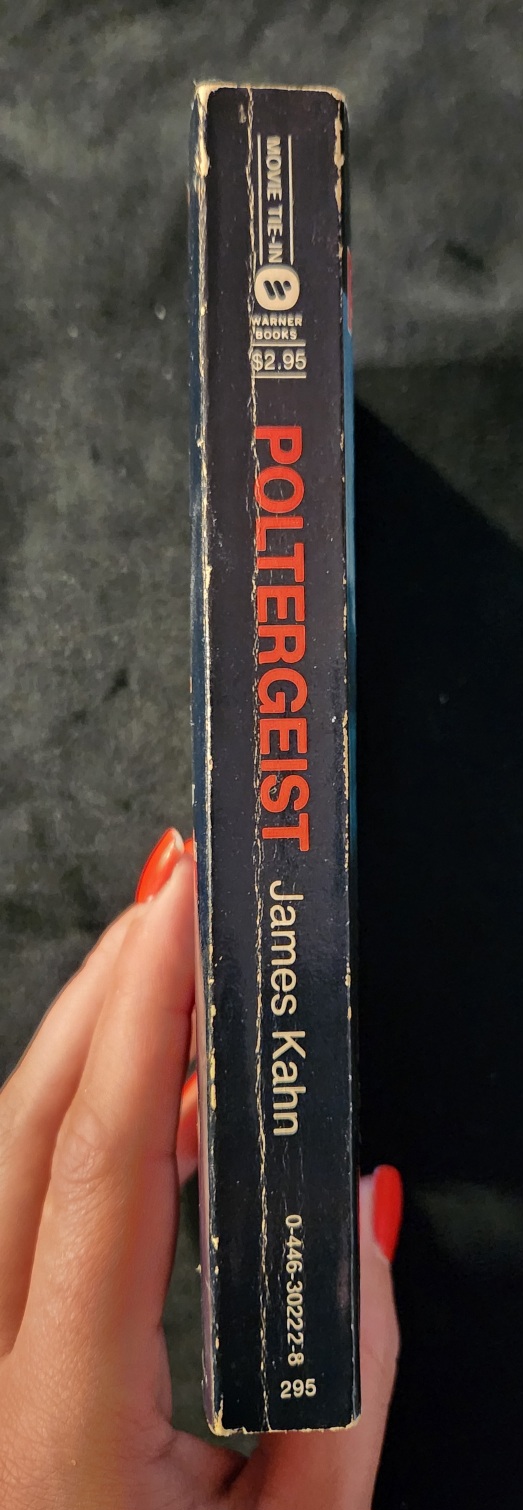 MOVIE TIE-IN
WARNER
BOOKS
$2.95
POLTERGEIST
James Kahn
0-446-30222-8
295